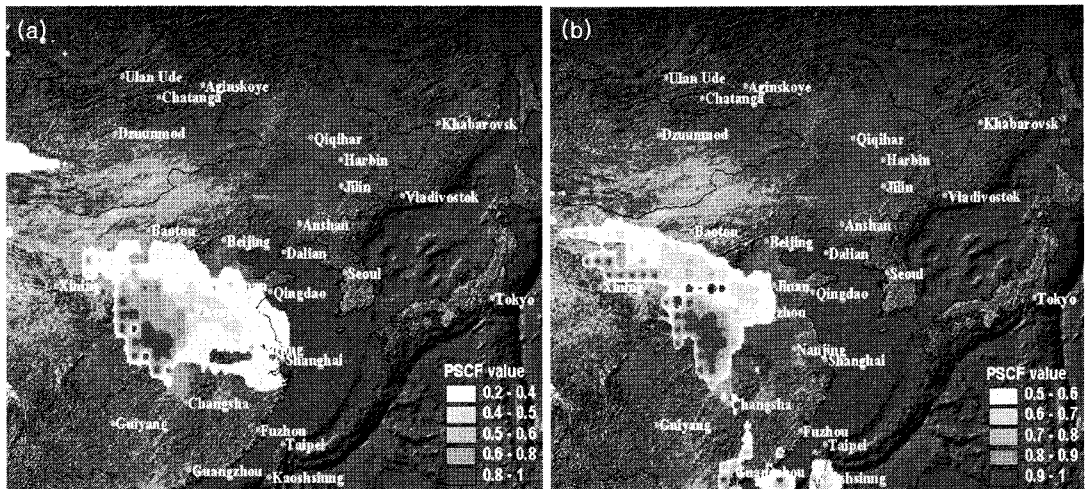 (a)
Ulan Ude
Aginskoye
Chatanga
Khabarovsk
Dzuunmod
Qiqihar
Harbin
Jilin
Vladivostok
Anshan
Baotou
Beijing
Dalian
Seoul
Xining
Qingdao
Tokyo
Shanghai
PSCF value
0.2 - 0.4
0.4 - 0.5
0.5 - 0.6
0.6 - 0.8
0.8 - 1
Changsha
Guiyang
Fuzhou
Taipei
Guangzhou
Kaoshsiung
(b)
Ulan Ude
Aginskoye
Chatanga
Khabarovsk
Dzuunmod
Qiqihar
Harbin
Jilin
Vladivostok
Anshan
Baotou
Beijing
Dalian
Seoul
Xining
Jinan
Qingdao
Tokyo
Nanjing
Shanghai
PSCF value
0.5 - 0.6
0.6 - 0.7
0.7 - 0.8
0.8 - 0.9
0.9 - 1
Changsha
Guiyang
Fuzhou
Taipei